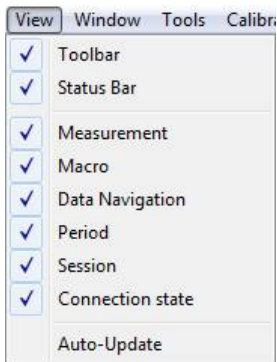 View Window Tools
Toolbar
Status Bar
Measurement
Macro
Data Navigation
Period
Session
Connection state
Auto-Update